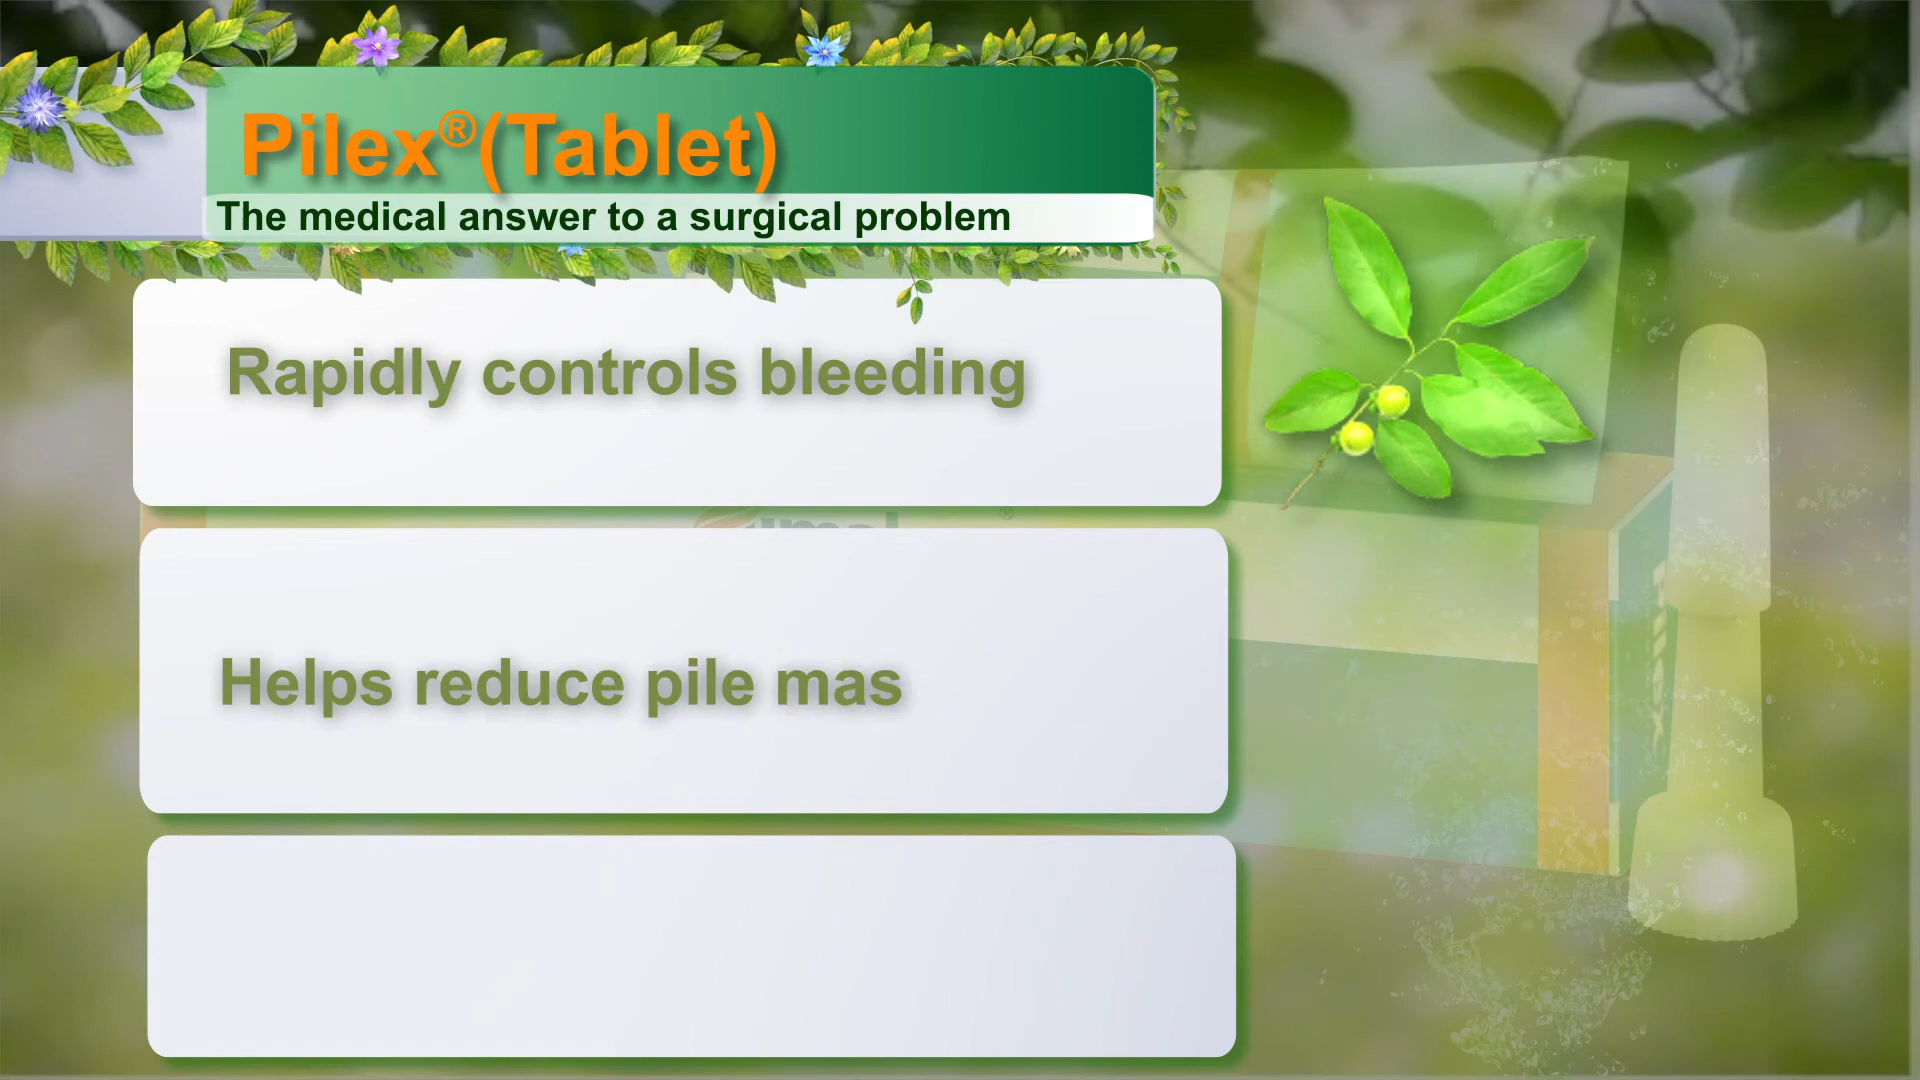 Pilex®(Tablet)
The medical answer to a surgical problem
Rapidly controls bleeding
Helps reduce pile mas